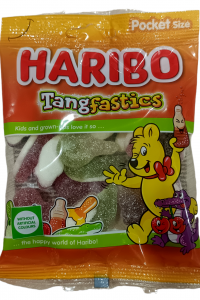 Pocket Size
HARIBO
Tangfastics
Kids and grown-ups love it so ...
WITHOUT
ARTIFICIAL
COLOURS
the happy world of Haribo!